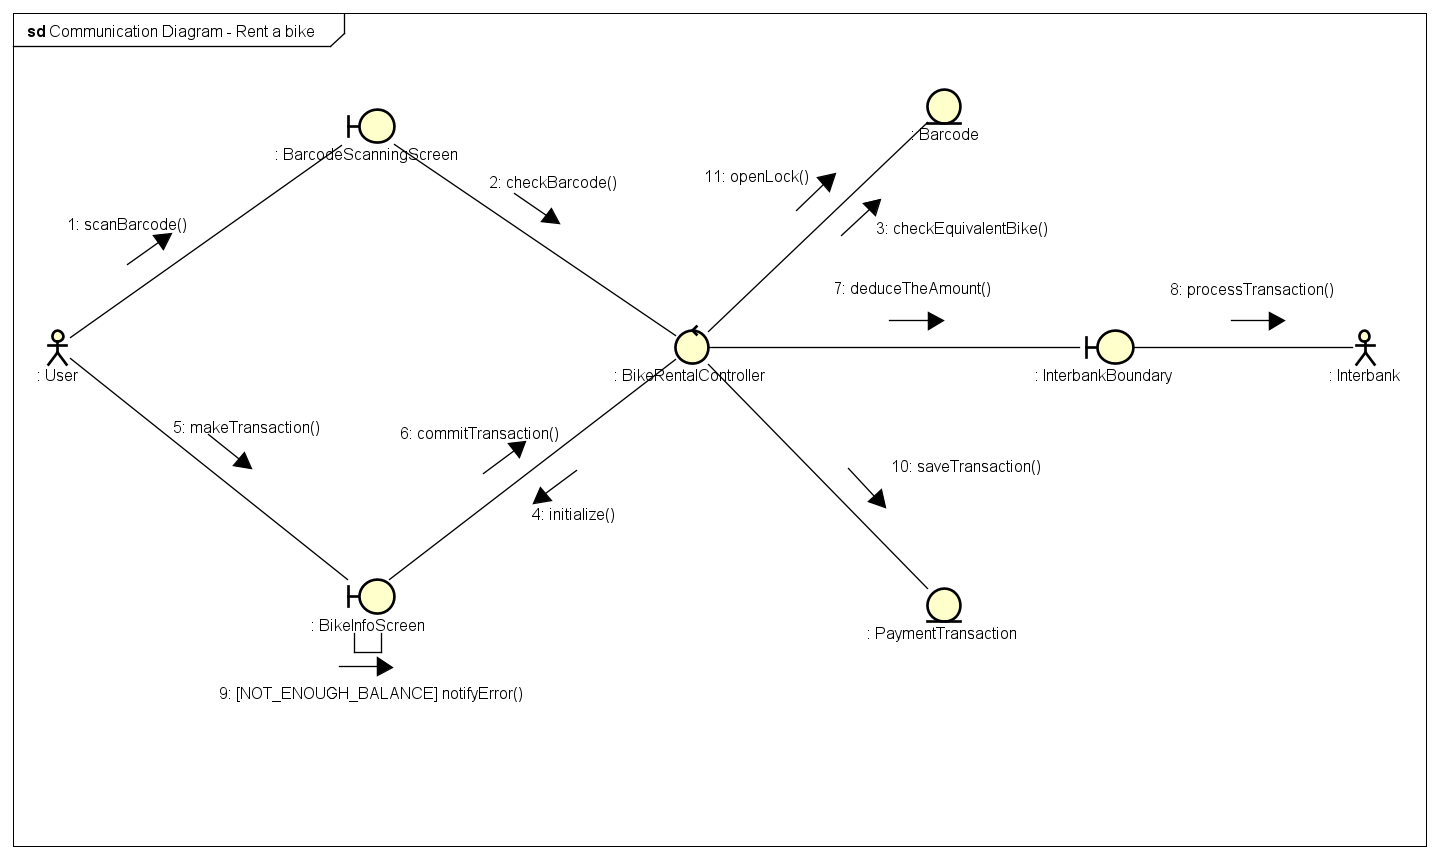 sd Communication Diagram - Rent a bike
: Barcode
: BarcodeScanningScreen
11: openLock()
2: checkBarcode()
1: scanBarcode()
3: checkEquivalentBike()
7: deduceTheAmount()
8: processTransaction()
: User
: BikeRentalController
: InterbankBoundary
: Interbank
5: makeTransaction()
6: commitTransaction()
10: saveTransaction()
4: initialize()
: BikeInfoScreen
: PaymentTransaction
9: [NOT_ENOUGH_BALANCE] notifyError()